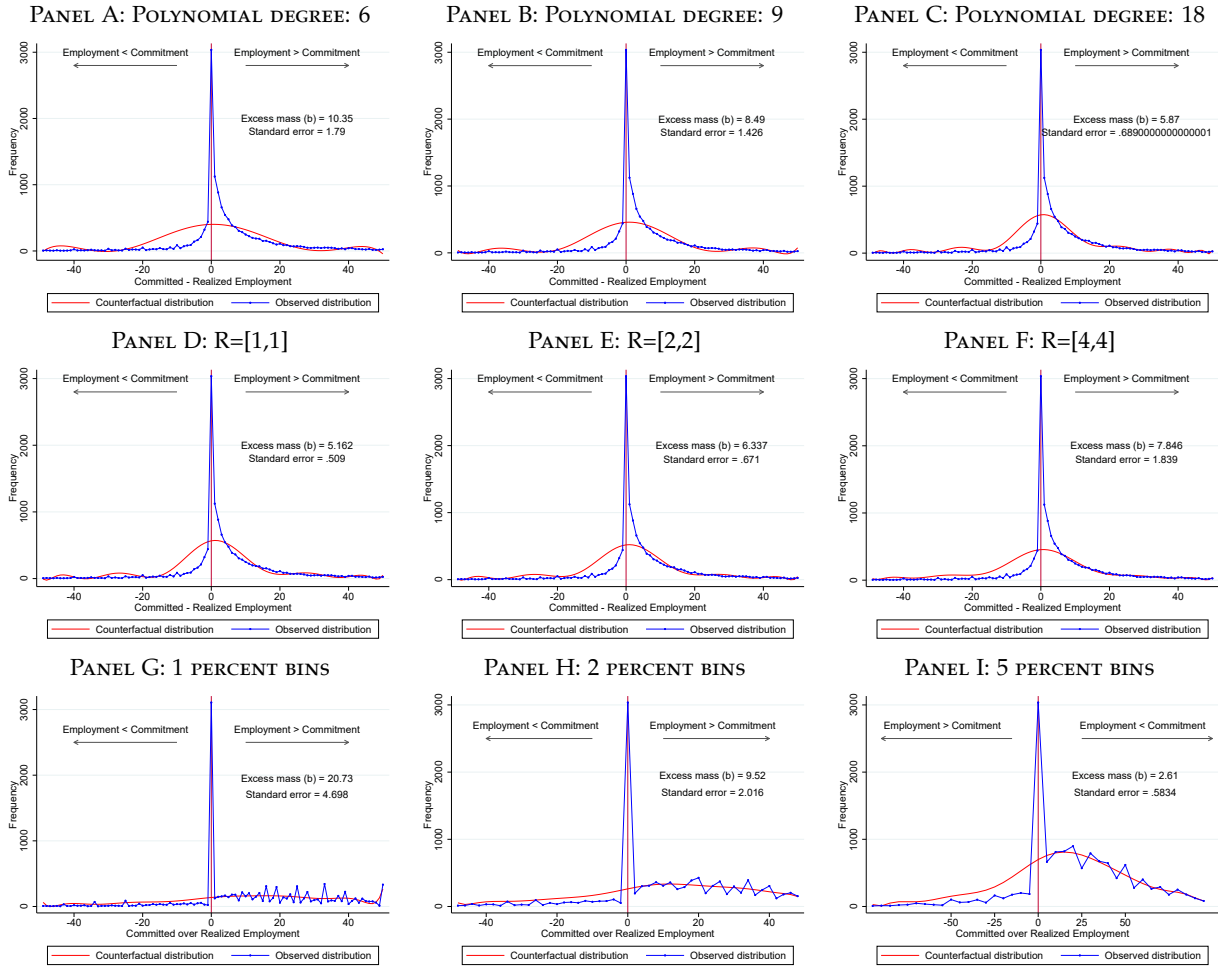 PANEL A: POLYNOMIAL DEGREE: 6
Employment < Commitment
Employment > Commitment
Excess mass (b) = 10.35
Standard error = 1.79
Frequency
0
1000
2000
3000
-40
-20
0
20
40
Committed - Realized Employment
Counterfactual distribution
Observed distribution
PANEL B: POLYNOMIAL DEGREE: 9
Employment < Commitment
Employment > Commitment
Excess mass (b) = 8.49
Standard error = 1.426
Frequency
0
1000
2000
3000
-40
-20
0
20
40
Committed - Realized Employment
Counterfactual distribution
Observed distribution
PANEL C: POLYNOMIAL DEGREE: 18
Employment < Commitment
Employment > Commitment
Excess mass (b) = 5.87
Standard error = .6890000000000001
Frequency
0
1000
2000
3000
-40
-20
0
20
40
Committed - Realized Employment
Counterfactual distribution
Observed distribution
PANEL D: R=[1,1]
Employment < Commitment
Employment > Commitment
Excess mass (b) = 5.162
Standard error = .509
Frequency
0
1000
2000
3000
-40
-20
0
20
40
Committed - Realized Employment
Counterfactual distribution
Observed distribution
PANEL E: R=[2,2]
Employment < Commitment
Employment > Commitment
Excess mass (b) = 6.337
Standard error = .671
Frequency
0
1000
2000
3000
-40
-20
0
20
40
Committed - Realized Employment
Counterfactual distribution
Observed distribution
PANEL F: R=[4,4]
Employment < Commitment
Employment > Commitment
Excess mass (b) = 7.846
Standard error = 1.839
Frequency
0
1000
2000
3000
-40
-20
0
20
40
Committed - Realized Employment
Counterfactual distribution
Observed distribution
PANEL G: 1 PERCENT BINS
Employment < Commitment
Employment > Commitment
Excess mass (b) = 20.73
Standard error = 4.698
Frequency
0
1000
2000
3000
-40
-20
0
20
40
Committed over Realized Employment
Counterfactual distribution
Observed distribution
PANEL H: 2 PERCENT BINS
Employment < Commitment
Employment > Commitment
Excess mass (b) = 9.52
Standard error = 2.016
Frequency
0
1000
2000
3000
-40
-20
0
20
40
Committed over Realized Employment
Counterfactual distribution
Observed distribution
PANEL I: 5 PERCENT BINS
Employment > Comitment
Employment < Commitment
Excess mass (b) = 2.61
Standard error = .5834
Frequency
0
1000
2000
3000
-50
-25
0
25
50
Committed over Realized Employment
Counterfactual distribution
Observed distribution